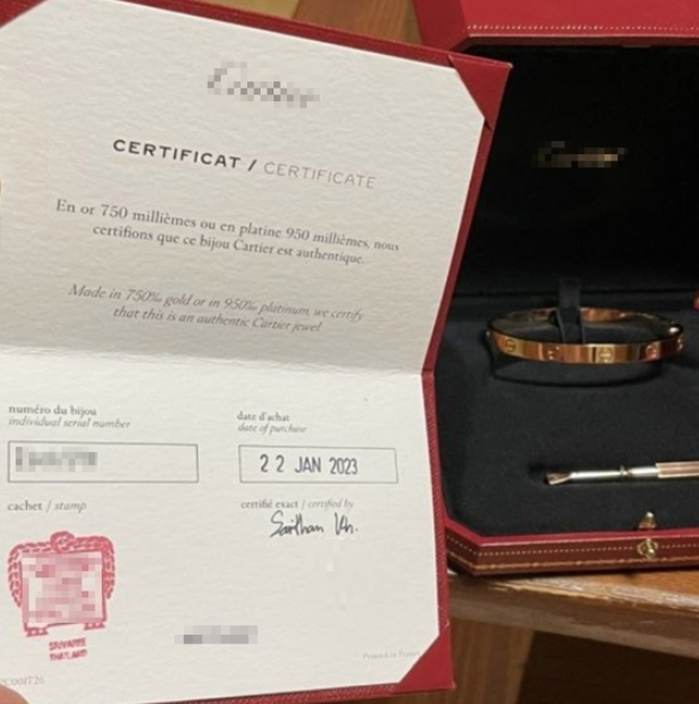 CERTIFICAT / CERTIFICATE
En or 750 millièmes ou en platine 950 millièmes, nous
certifions que ce bijou Cartier est authentique.
Made in 750‰ gold or in 950‰ platinum, we certify
that this is an authentic Cartier jewel
numéro du bijou
individual serial number
date d'achat
date of purchase
22 JAN 2023
cachet / stamp
certifié exact / certified by
THAILAND
Printed in France